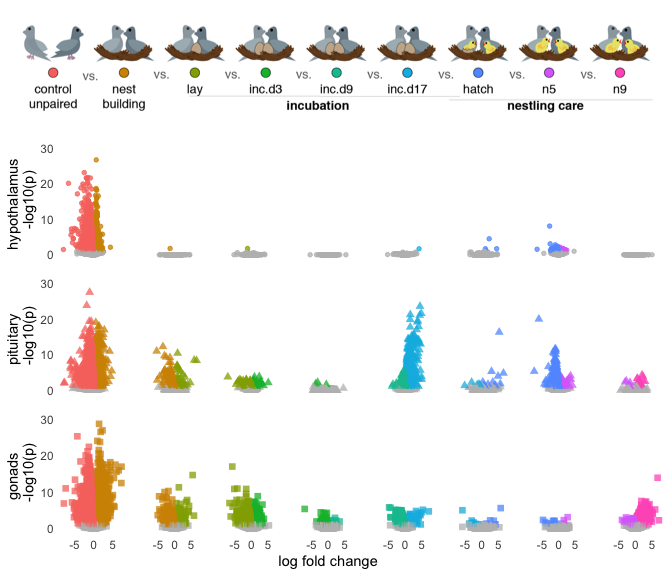 vs. vs. vs. vs. vs. vs. vs. vs.
control unpaired
nest building
lay
inc.d3
inc.d9
inc.d17
hatch
n5
n9
incubation
nestling care
hypothalamus
-log10(p)
30
20
10
0
pituitary
-log10(p)
30
20
10
0
gonads
-log10(p)
30
20
10
0
-5 0 5 -5 0 5 -5 0 5 -5 0 5 -5 0 5 -5 0 5 -5 0 5 -5 0 5
log fold change